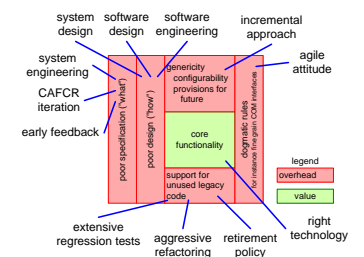 system
design
software
design
software
engineering
incremental
approach
system
engineering
agile
attitude
CAFCR
iteration
early feedback
poor specification ("what")
poor design ("how")
genericity
configurability
provisions for
future
core
functionality
support for
unused legacy
code
dogmatic rules
for instance fine grain COM interfaces
legend
overhead
value
extensive
regression tests
aggressive
refactoring
retirement
policy
right
technology